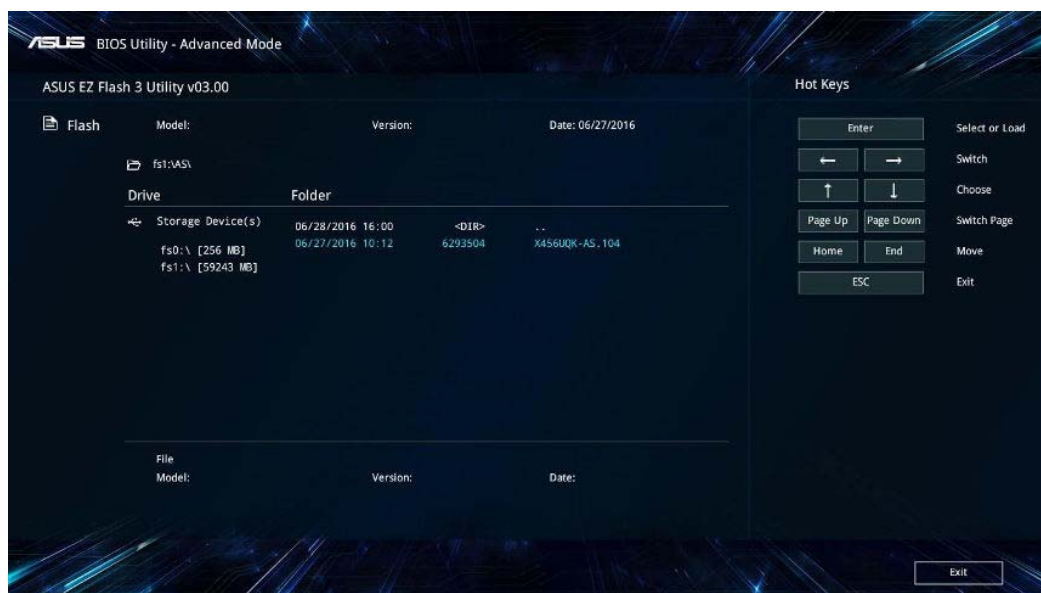 ASUS BIOS Utility - Advanced Mode
ASUS EZ Flash 3 Utility v03.00
Flash Model: Version: Date: 06/27/2016
fs1:\AS\
Drive Folder
Storage Device(s) 06/28/2016 16:00 <DIR> ..
06/27/2016 10:12 6293504 X456UQK-AS.104
fs0:\ [256 MB]
fs1:\ [59243 MB]
File
Model: Version: Date:
Hot Keys
Enter Select or Load
← → Switch
↑ ↓ Choose
Page Up Page Down Switch Page
Home End Move
ESC Exit
Exit